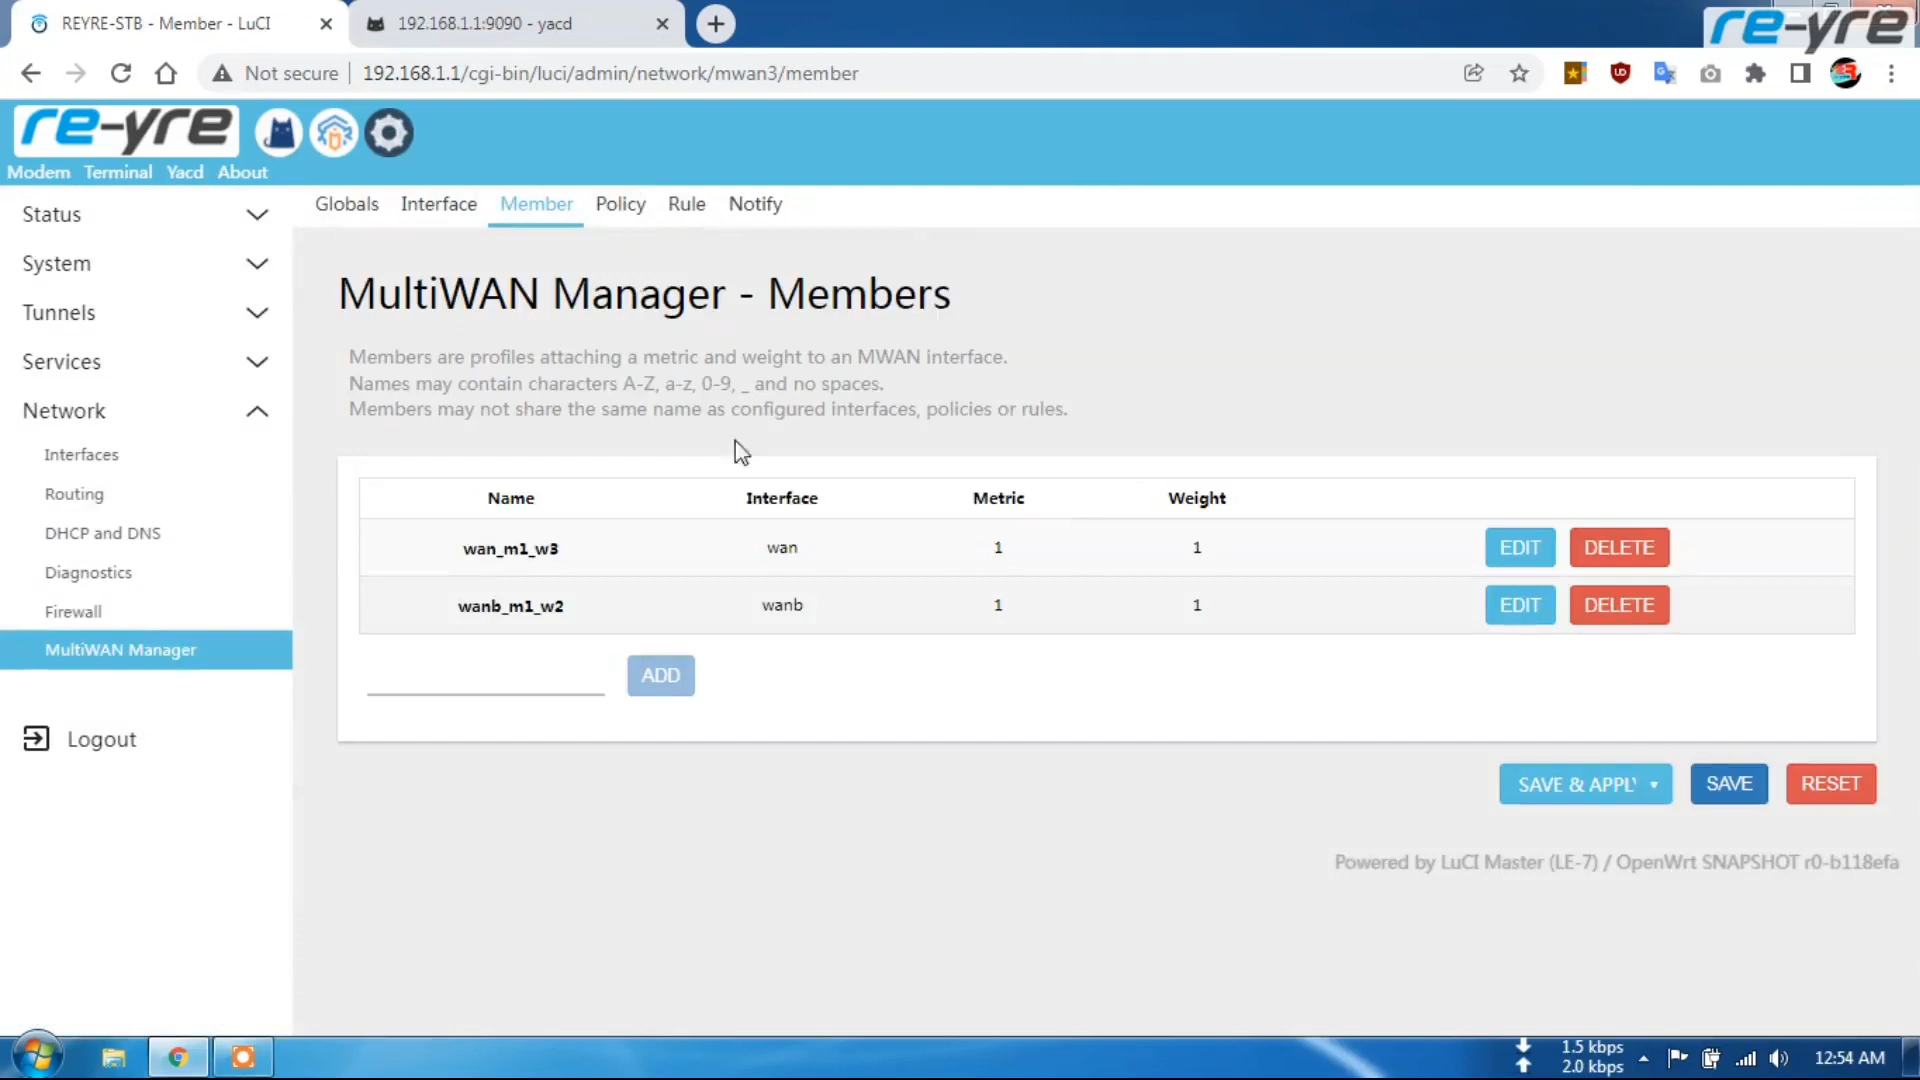 REYRE-STB - Member - LuCI
192.168.1.1:9090 - yacd
re-yre
Not secure
192.168.1.1/cgi-bin/luci/admin/network/mwan3/member
re-yre
Modem Terminal Yacd About
Status
System
Tunnels
Services
Network
Interfaces
Routing
DHCP and DNS
Diagnostics
Firewall
MultiWAN Manager
Logout
Globals Interface Member Policy Rule Notify
MultiWAN Manager - Members
Members are profiles attaching a metric and weight to an MWAN interface.
Names may contain characters A-Z, a-z, 0-9, _ and no spaces.
Members may not share the same name as configured interfaces, policies or rules.
Name Interface Metric Weight
wan_m1_w3 wan 1 1 EDIT DELETE
wanb_m1_w2 wanb 1 1 EDIT DELETE
ADD
SAVE & APPLY SAVE RESET
Powered by LuCI Master (LE-7) / OpenWrt SNAPSHOT r0-b118efa
1.5 kbps
2.0 kbps
12:54 AM